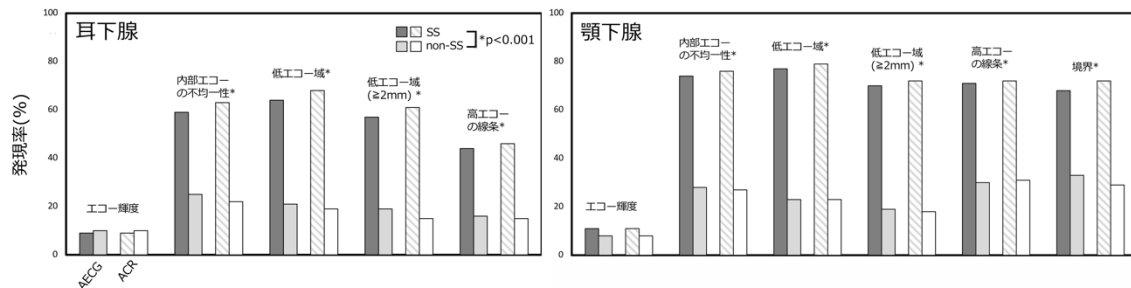 耳下腺
SS
non-SS
*p<0.001
発現率(%)
100
80
60
40
20
0
エコー輝度
内部エコー
の不均一性*
低エコー域*
低エコー域
(≧2mm) *
高エコー
の線条*
AECG
ACR
顎下腺
100
80
60
40
20
0
エコー輝度
内部エコー
の不均一性*
低エコー域*
低エコー域
(≧2mm) *
高エコー
の線条*
境界*